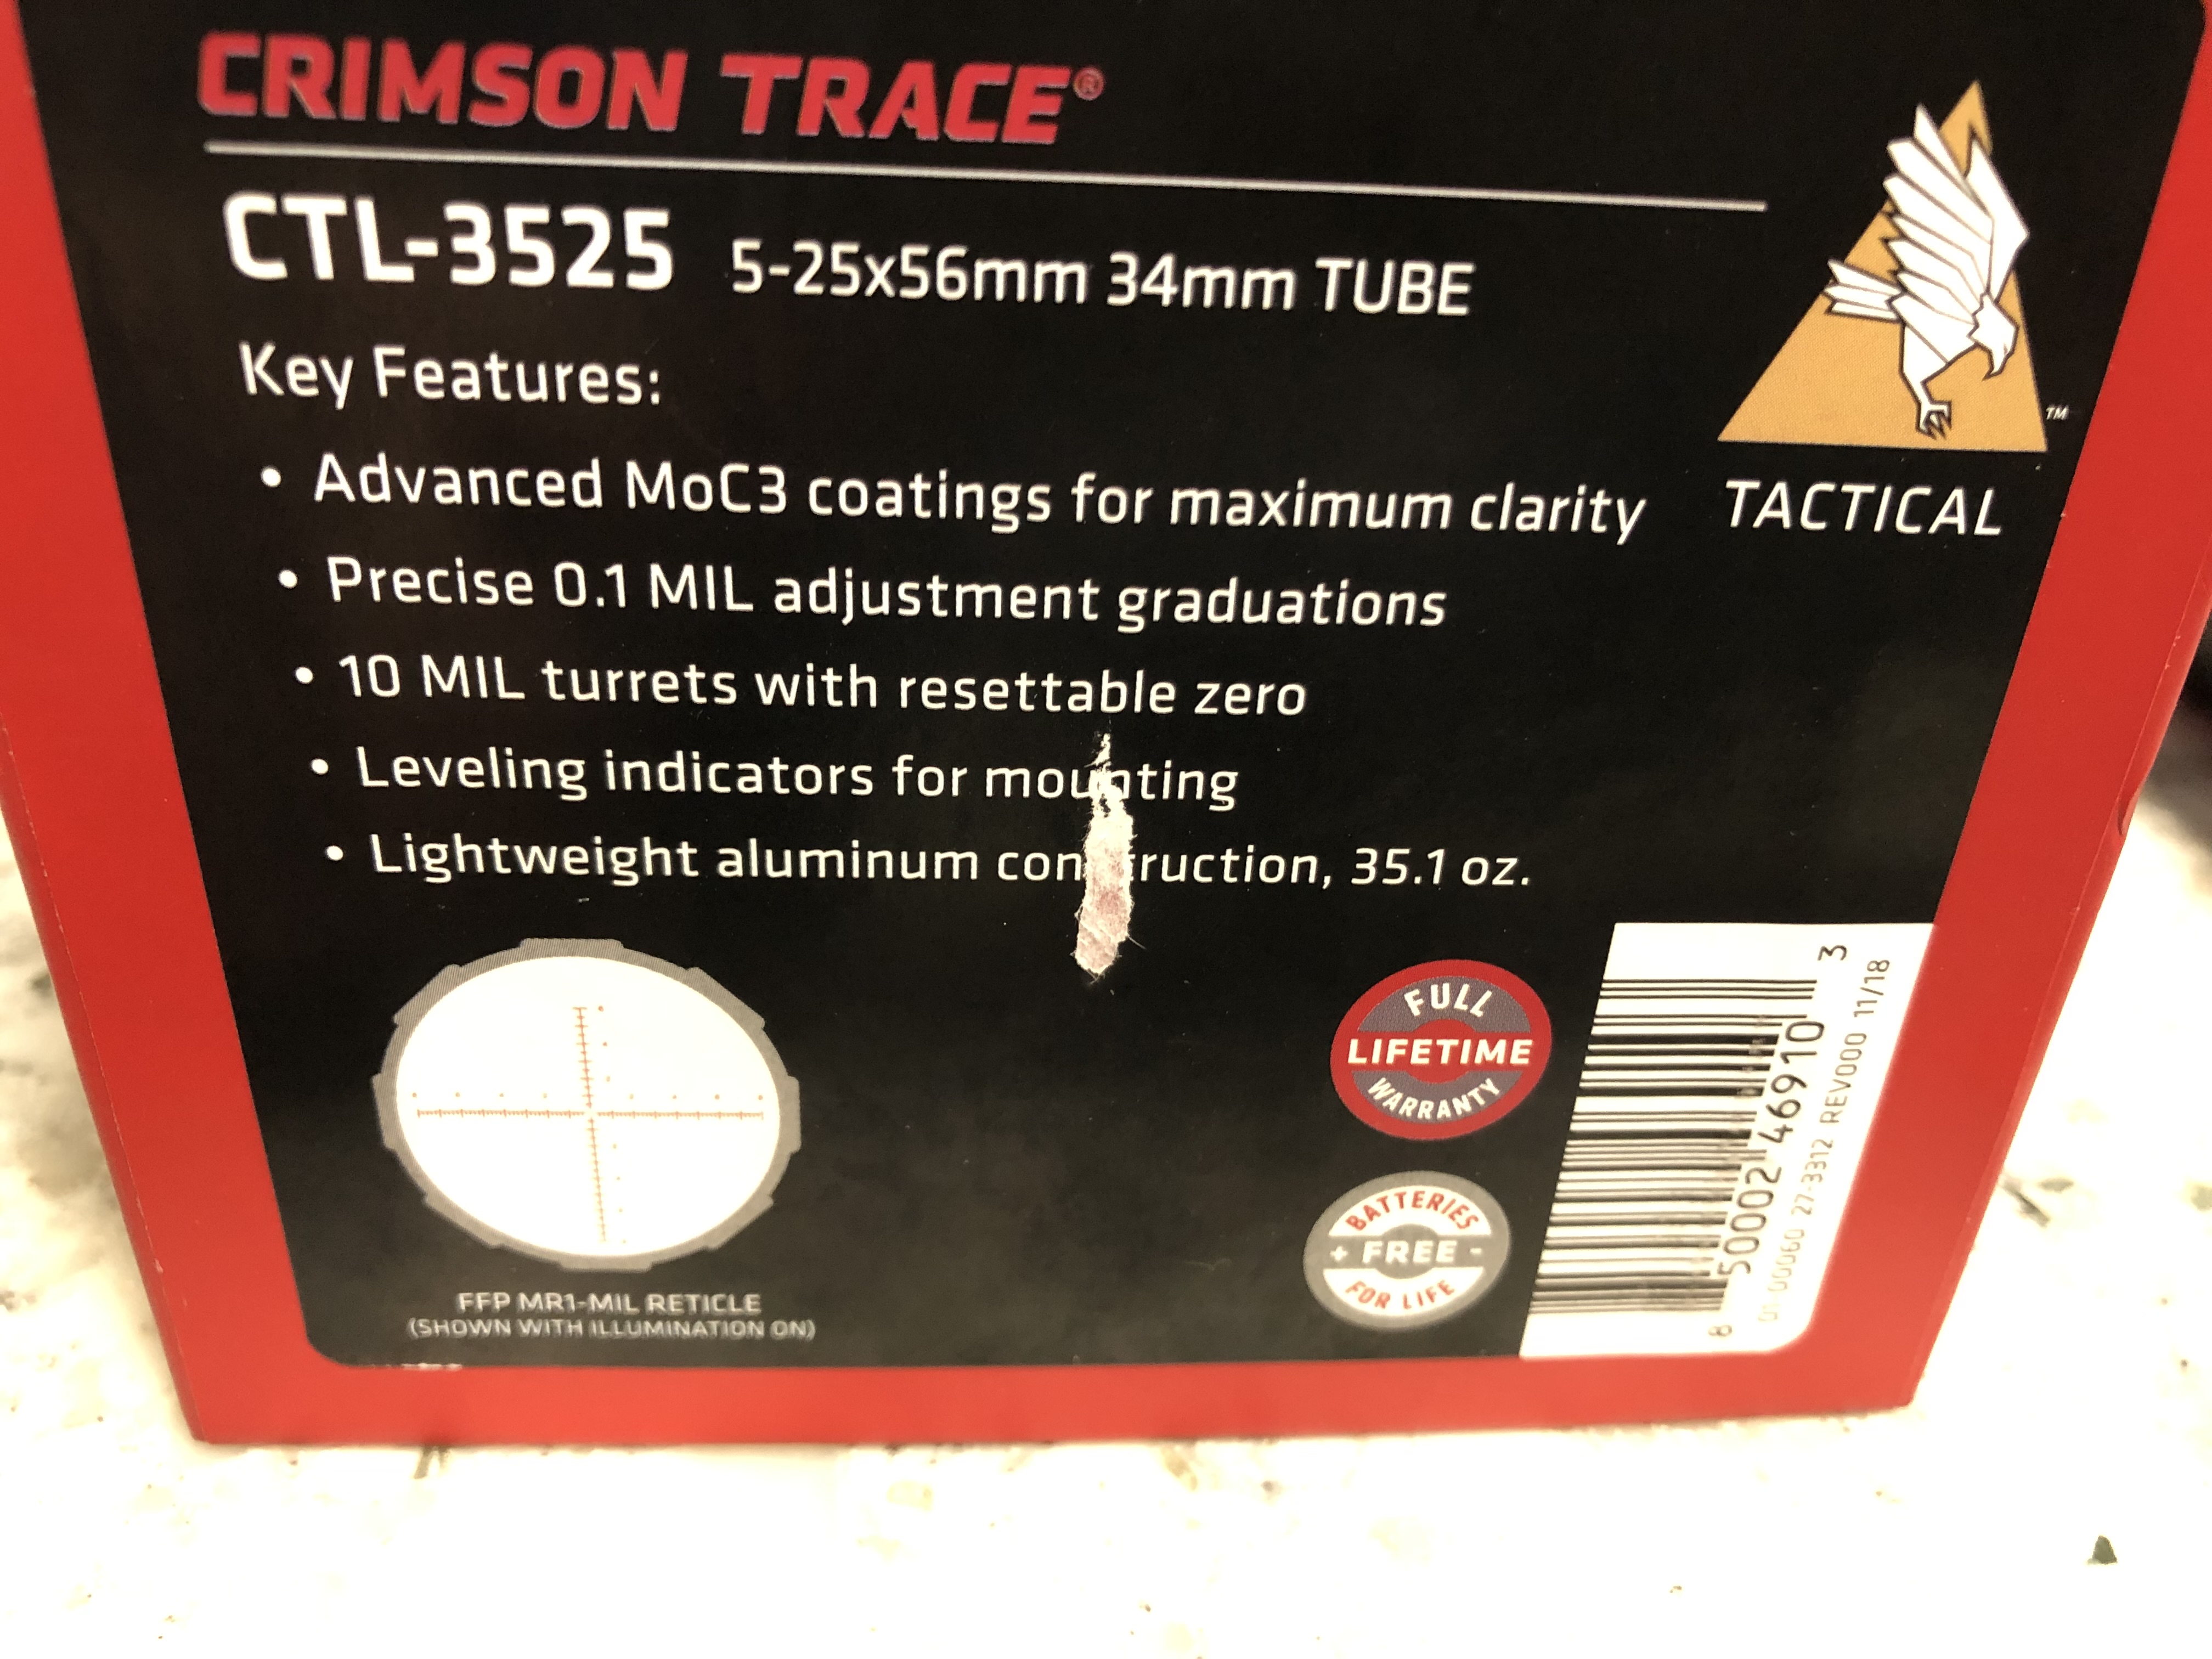 CRIMSON TRACE®
CTL-3525 5-25x56mm 34mm TUBE
Key Features:
• Advanced MoC3 coatings for maximum clarity
• Precise 0.1 MIL adjustment graduations
• 10 MIL turrets with resettable zero
• Leveling indicators for mounting
• Lightweight aluminum construction, 35.1 oz.
™
TACTICAL
FFP MR1-MIL RETICLE
(SHOWN WITH ILLUMINATION ON)
FULL
LIFETIME
WARRANTY
BATTERIES
+ FREE -
FOR LIFE
8 50002 46910 3
01-00060 27-3312 REV000 11/18